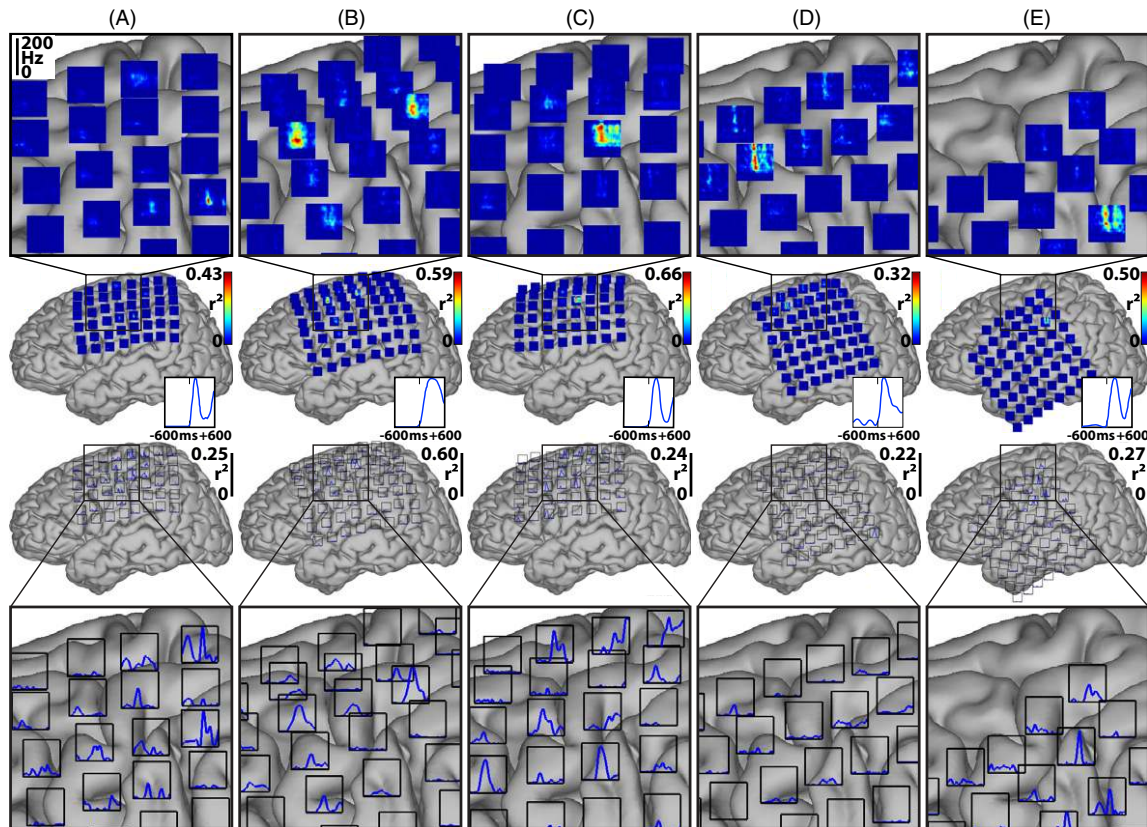 (A) (B) (C) (D) (E)
200
Hz
0
0.43 0.59 0.66 0.32 0.50
r² r² r² r² r²
0 0 0 0 0
-600ms+600 -600ms+600 -600ms+600 -600ms+600 -600ms+600
0.25 0.60 0.24 0.22 0.27
r² r² r² r² r²
0 0 0 0 0